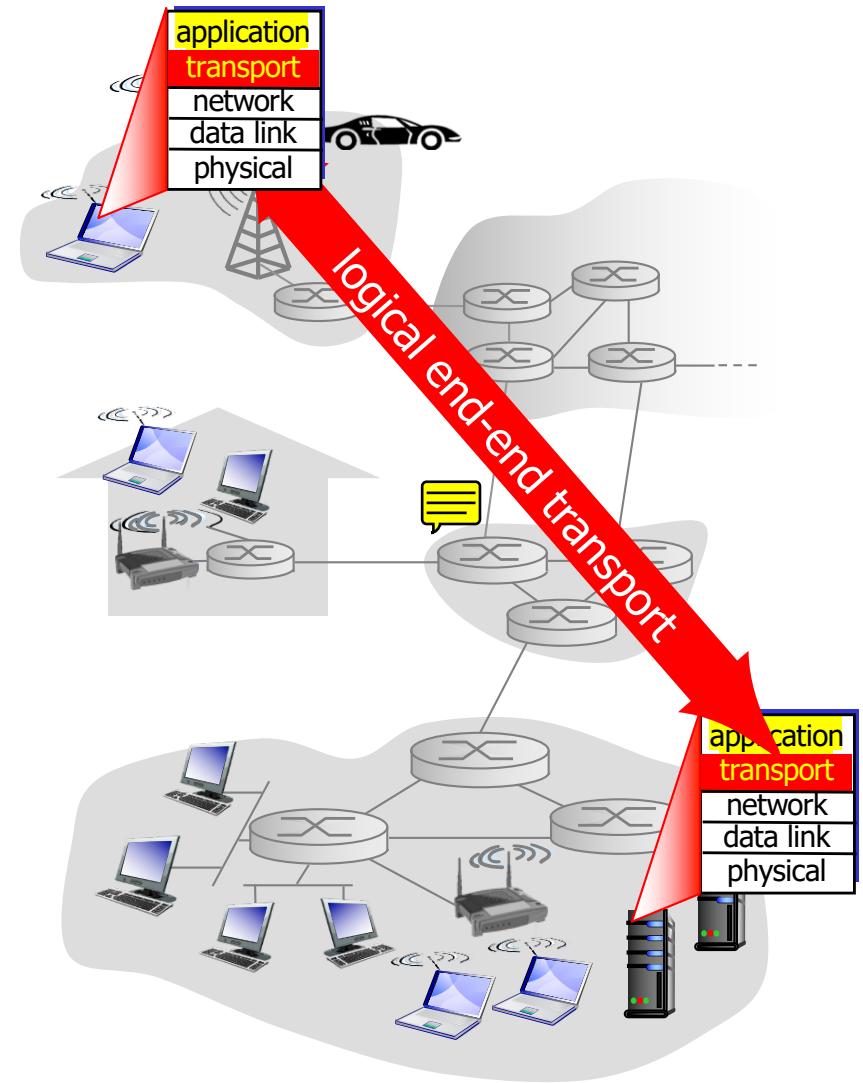 application
transport
network
data link
physical
logical end-end transport
application
transport
network
data link
physical